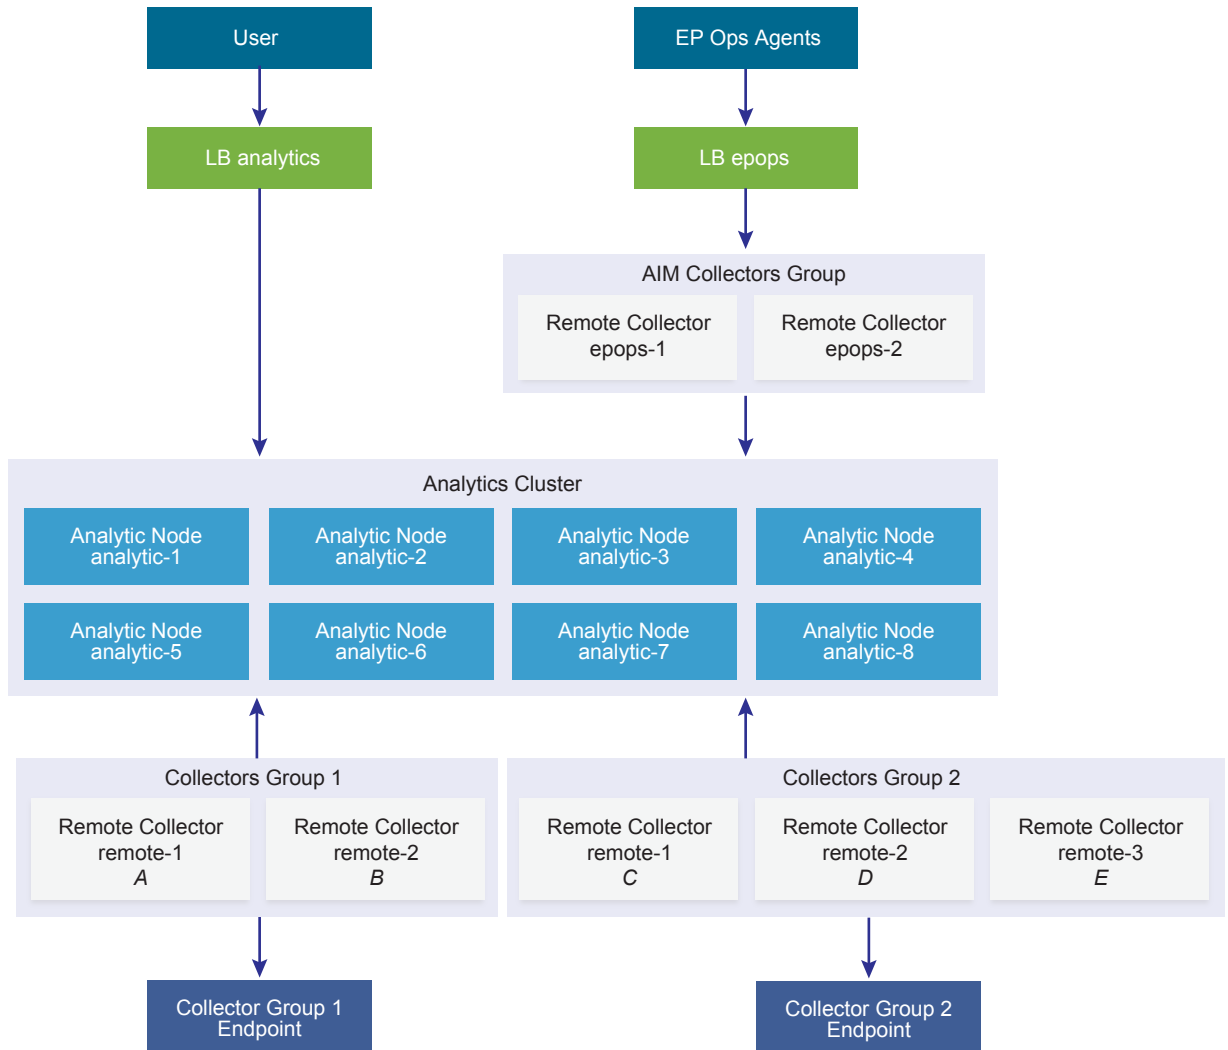 User
EP Ops Agents
LB analytics
LB epops
AIM Collectors Group
Remote Collector
epops-1
Remote Collector
epops-2
Analytics Cluster
Analytic Node
analytic-1
Analytic Node
analytic-2
Analytic Node
analytic-3
Analytic Node
analytic-4
Analytic Node
analytic-5
Analytic Node
analytic-6
Analytic Node
analytic-7
Analytic Node
analytic-8
Collectors Group 1
Remote Collector
remote-1
A
Remote Collector
remote-2
B
Collectors Group 2
Remote Collector
remote-1
C
Remote Collector
remote-2
D
Remote Collector
remote-3
E
Collector Group 1
Endpoint
Collector Group 2
Endpoint